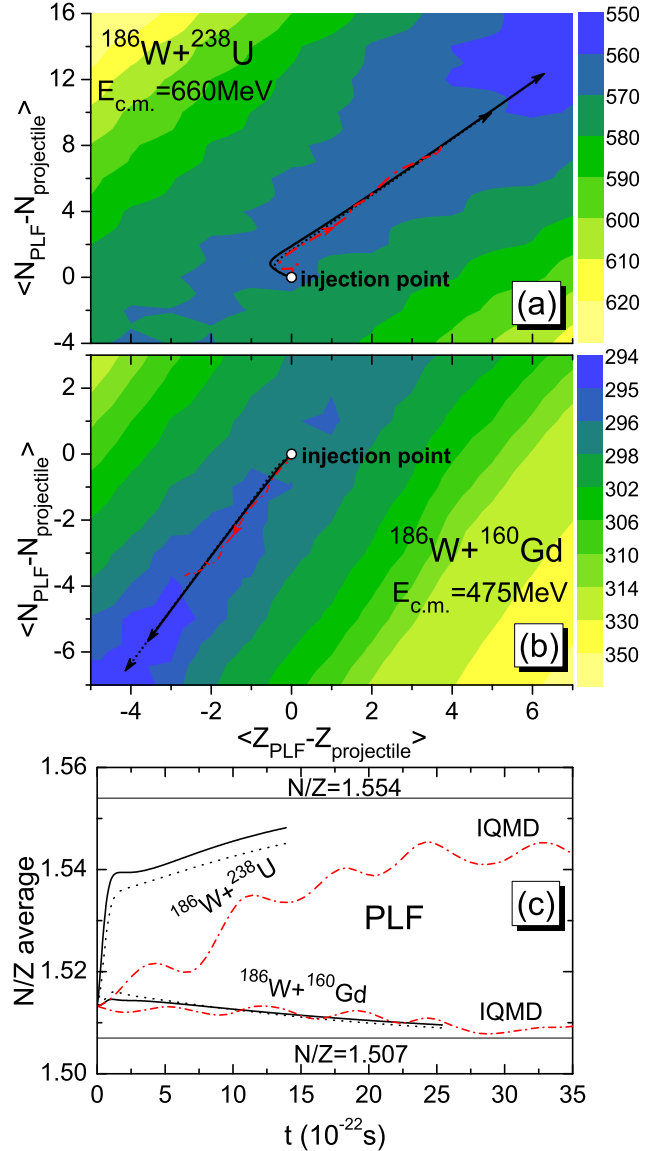 16
12
8
4
0
-4
<N_PLF-N_projectile>
^186W+^238U
E_c.m.=660MeV
injection point
(a)
550
560
570
580
590
600
610
620
2
0
-2
-4
-6
<N_PLF-N_projectile>
injection point
^186W+^160Gd
E_c.m.=475MeV
(b)
294
295
296
298
302
306
310
314
330
350
-4 -2 0 2 4 6
<Z_PLF-Z_projectile>
1.56
1.54
1.52
1.50
N/Z average
N/Z=1.554
IQMD
^186W+^238U
(c)
PLF
^186W+^160Gd
IQMD
N/Z=1.507
0 5 10 15 20 25 30 35
t (10^-22s)